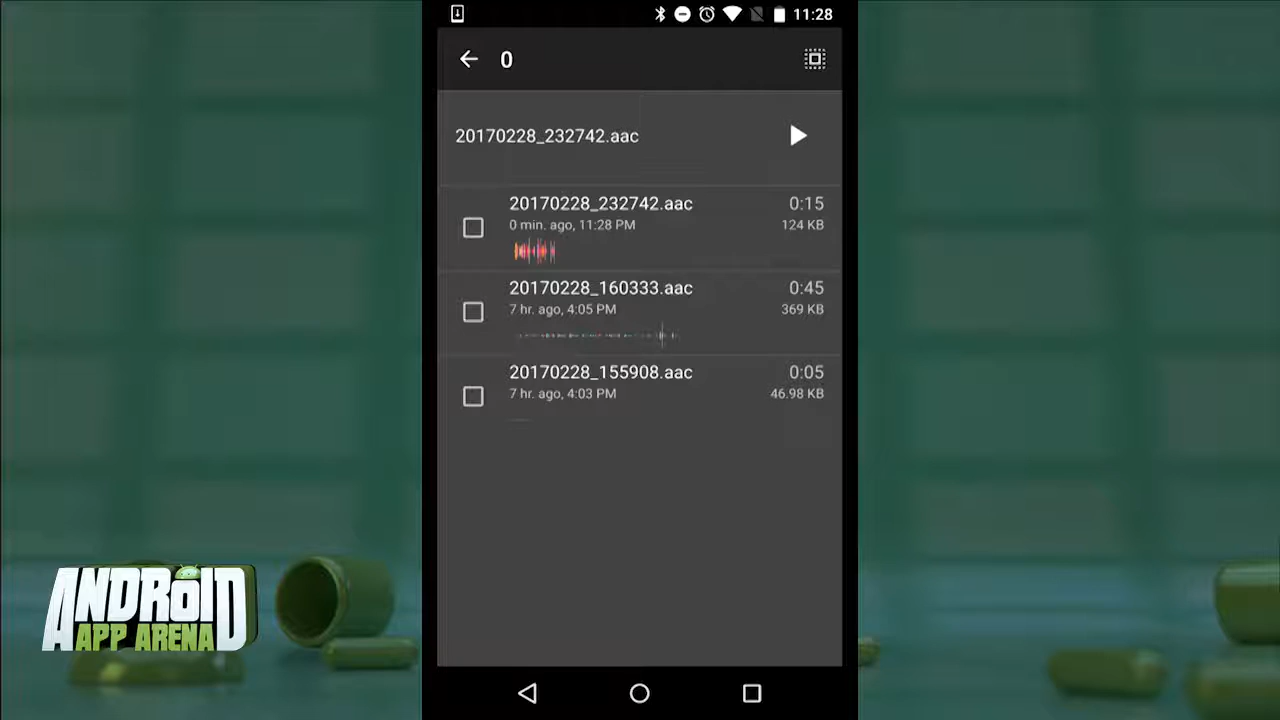 11:28
0
20170228_232742.aac
20170228_232742.aac 0:15
0 min. ago, 11:28 PM 124 KB
20170228_160333.aac 0:45
7 hr. ago, 4:05 PM 369 KB
20170228_155908.aac 0:05
7 hr. ago, 4:03 PM 46.98 KB
ANDROID
APP ARENA